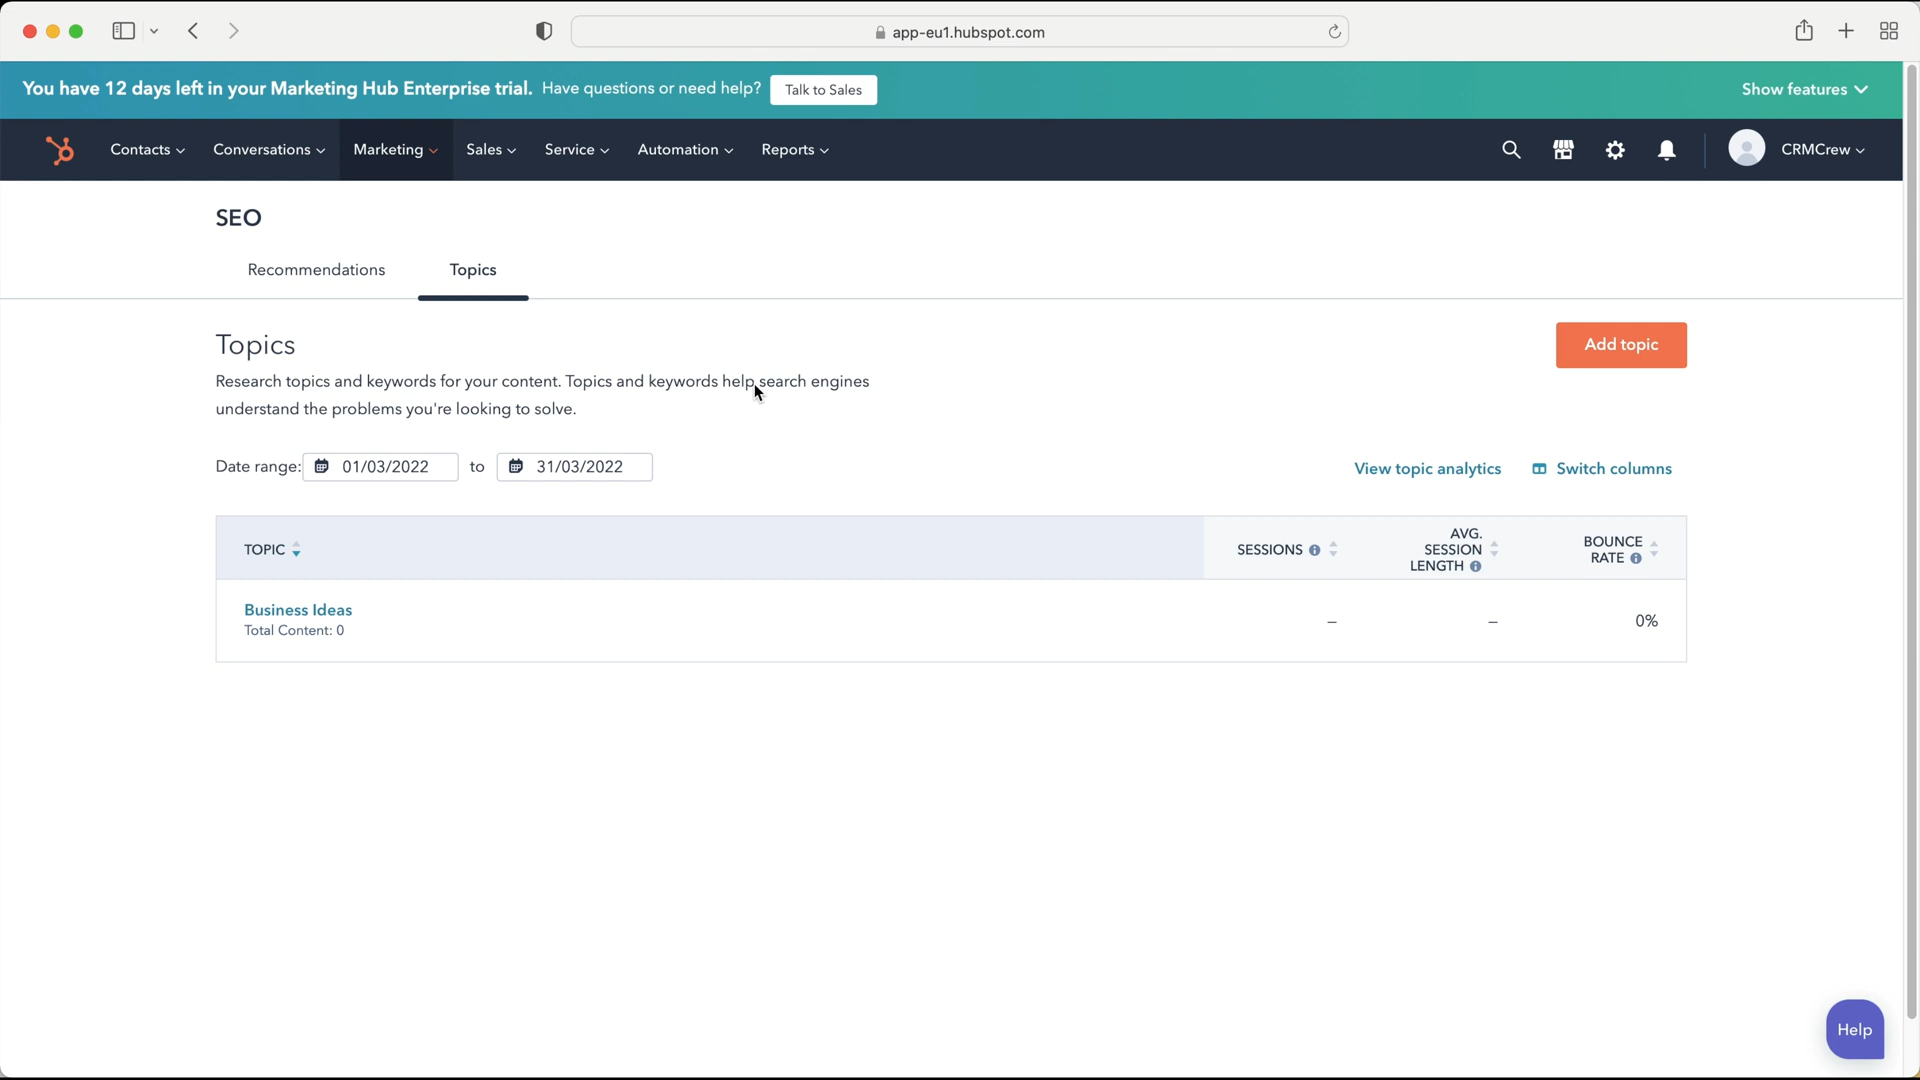 app-eu1.hubspot.com
You have 12 days left in your Marketing Hub Enterprise trial. Have questions or need help? Talk to Sales Show features
Contacts Conversations Marketing Sales Service Automation Reports CRMCrew
SEO
Recommendations Topics
Topics
Add topic
Research topics and keywords for your content. Topics and keywords help search engines
understand the problems you're looking to solve.
Date range: 01/03/2022 to 31/03/2022 View topic analytics Switch columns
TOPIC
SESSIONS
AVG.
SESSION
LENGTH
BOUNCE
RATE
Business Ideas
Total Content: 0
– – 0%
Help